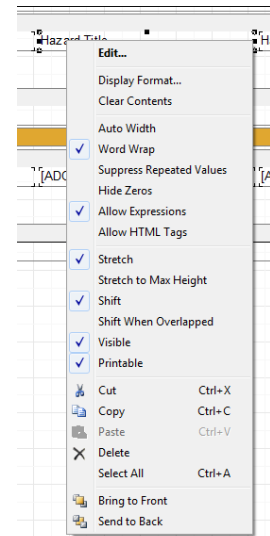 Hazard Title H
Edit...
Display Format...
Clear Contents
Auto Width
Word Wrap
Suppress Repeated Values
[ADO [A
Hide Zeros
Allow Expressions
Allow HTML Tags
Stretch
Stretch to Max Height
Shift
Shift When Overlapped
Visible
Printable
Cut Ctrl+X
Copy Ctrl+C
Paste Ctrl+V
Delete
Select All Ctrl+A
Bring to Front
Send to Back